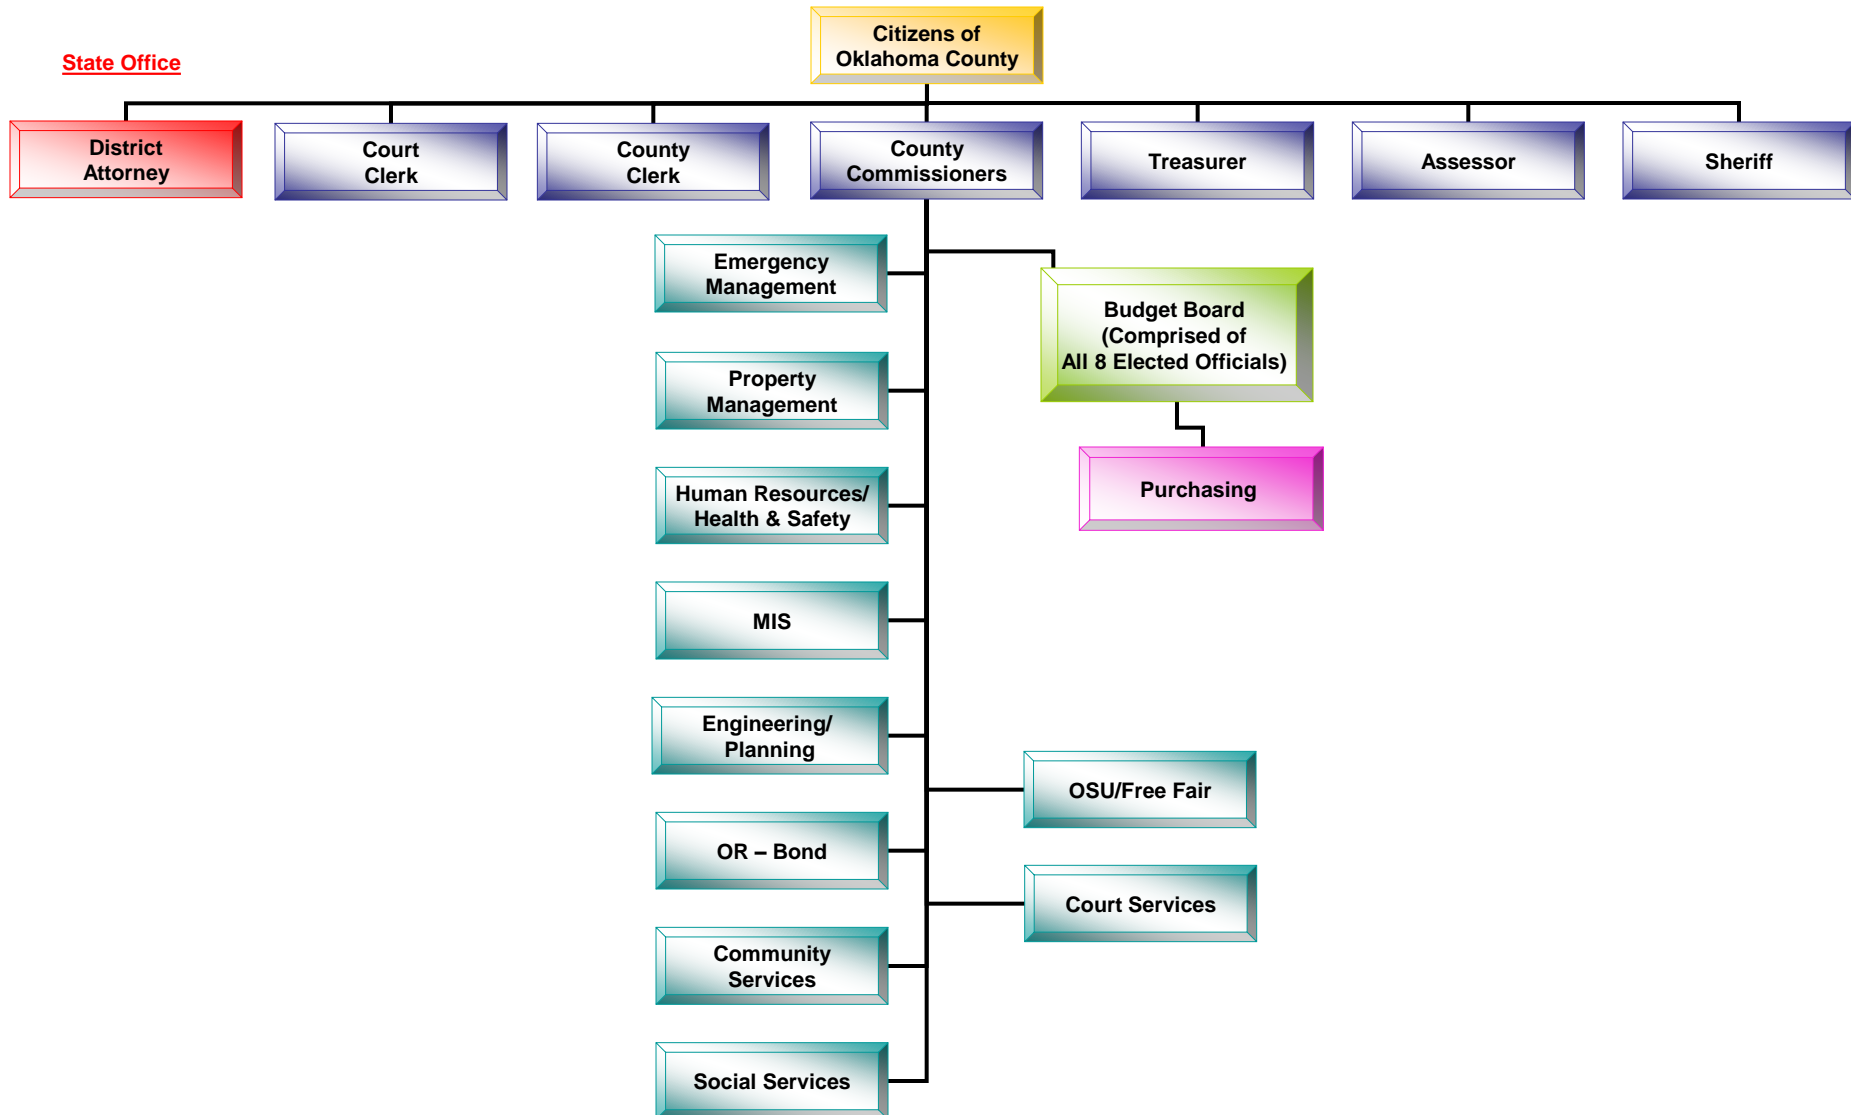 Citizens of
Oklahoma County
State Office
District
Attorney
Court
Clerk
County
Clerk
County
Commissioners
Treasurer
Assessor
Sheriff
Emergency
Management
Budget Board
(Comprised of
All 8 Elected Officials)
Property
Management
Purchasing
Human Resources/
Health & Safety
MIS
Engineering/
Planning
OSU/Free Fair
OR – Bond
Court Services
Community
Services
Social Services